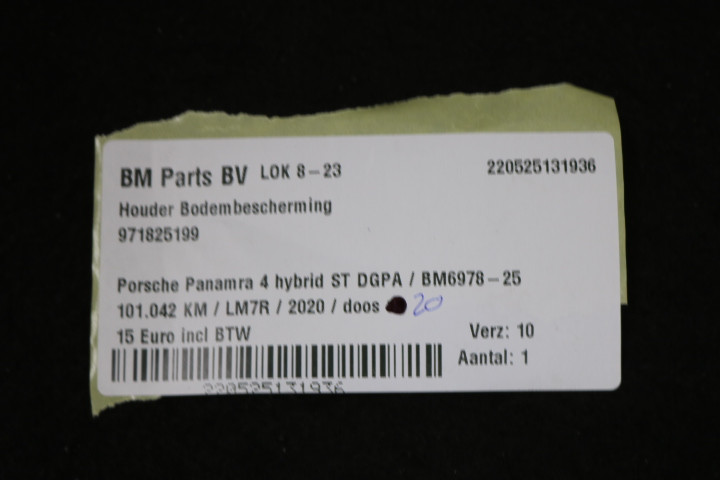 BM Parts BV LOK 8-23 220525131936
Houder Bodembescherming
971825199
Porsche Panamra 4 hybrid ST DGPA / BM6978-25
101.042 KM / LM7R / 2020 / doos 20
15 Euro incl BTW Verz: 10
Aantal: 1
220525131936